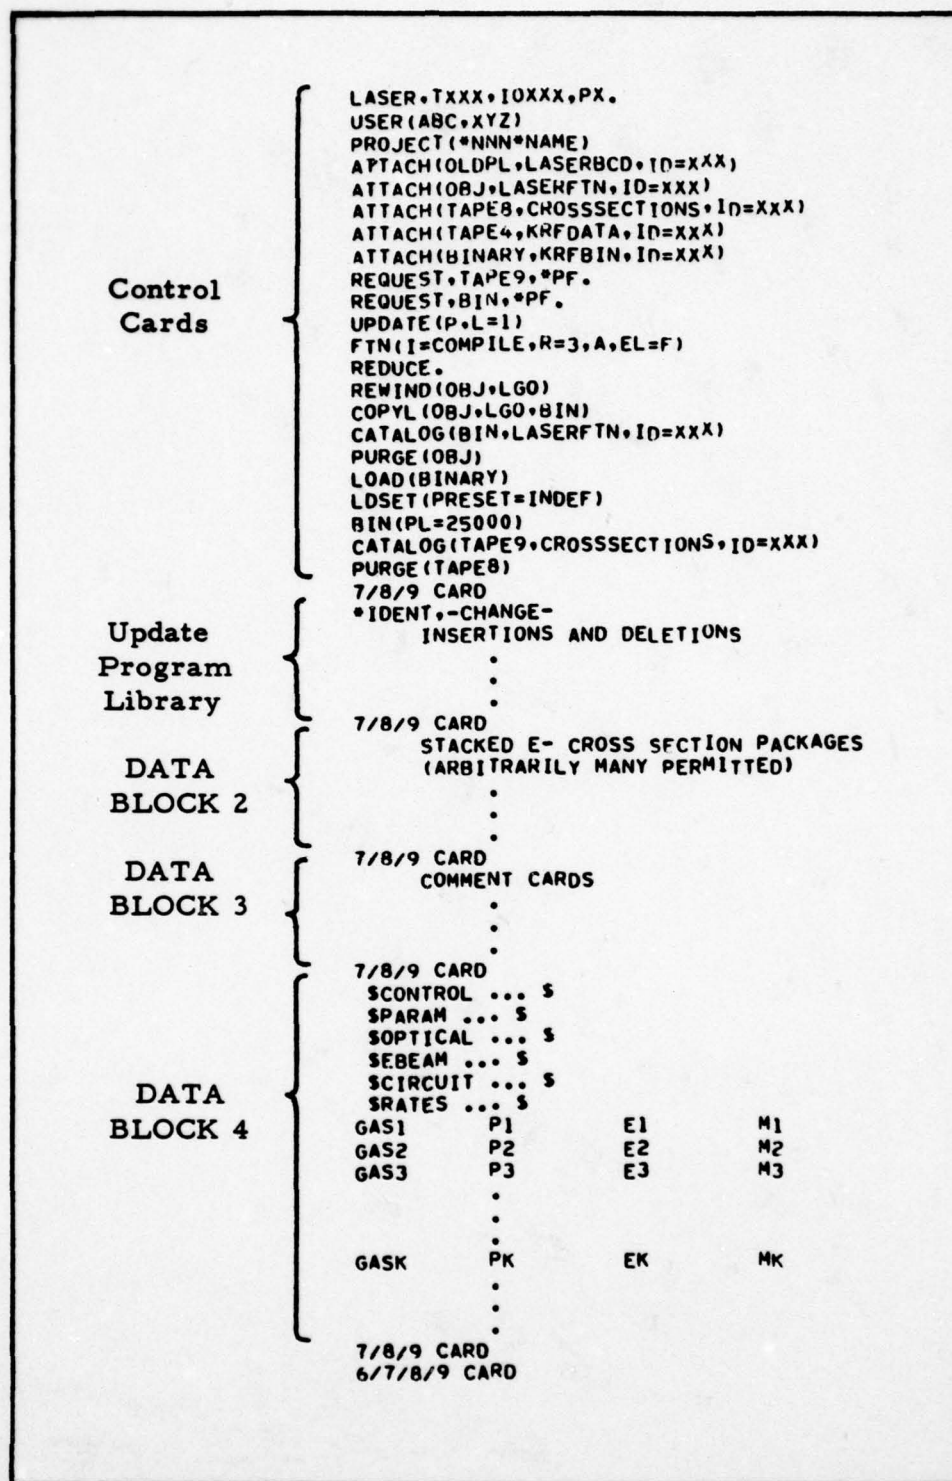 LASER,TXXX,IOXXX,PX.
USER(ABC,XYZ)
PROJECT(*NNN*NAME)
ATTACH(OLDPL,LASERBCD,ID=XXX)
ATTACH(OBJ,LASERFTN,ID=XXX)
ATTACH(TAPE8,CROSSSECTIONS,ID=XXX)
ATTACH(TAPE4,KRFDATA,ID=XXX)
ATTACH(BINARY,KRFBIN,ID=XXX)
REQUEST,TAPE9,*PF.
Control
Cards
REQUEST,BIN,*PF.
UPDATE(P,L=1)
FTN(I=COMPILE,R=3,A,EL=F)
REDUCE.
REWIND(OBJ,LGO)
COPYL(OBJ,LGO,BIN)
CATALOG(BIN,LASERFTN,ID=XXX)
PURGE(OBJ)
LOAD(BINARY)
LDSET(PRESET=INDEF)
BIN(PL=25000)
CATALOG(TAPE9,CROSSSECTIONS,ID=XXX)
PURGE(TAPE8)
7/8/9 CARD
Update
Program
Library
*IDENT,-CHANGE-
INSERTIONS AND DELETIONS
.
.
.
7/8/9 CARD
DATA
BLOCK 2
STACKED E- CROSS SECTION PACKAGES
(ARBITRARILY MANY PERMITTED)
.
.
.
7/8/9 CARD
DATA
BLOCK 3
COMMENT CARDS
.
.
.
7/8/9 CARD
DATA
BLOCK 4
$CONTROL ... $
$PARAM ... $
$OPTICAL ... $
$EBEAM ... $
$CIRCUIT ... $
$RATES ... $
GAS1 P1 E1 M1
GAS2 P2 E2 M2
GAS3 P3 E3 M3
.
.
.
GASK PK EK MK
.
.
.
7/8/9 CARD
6/7/8/9 CARD